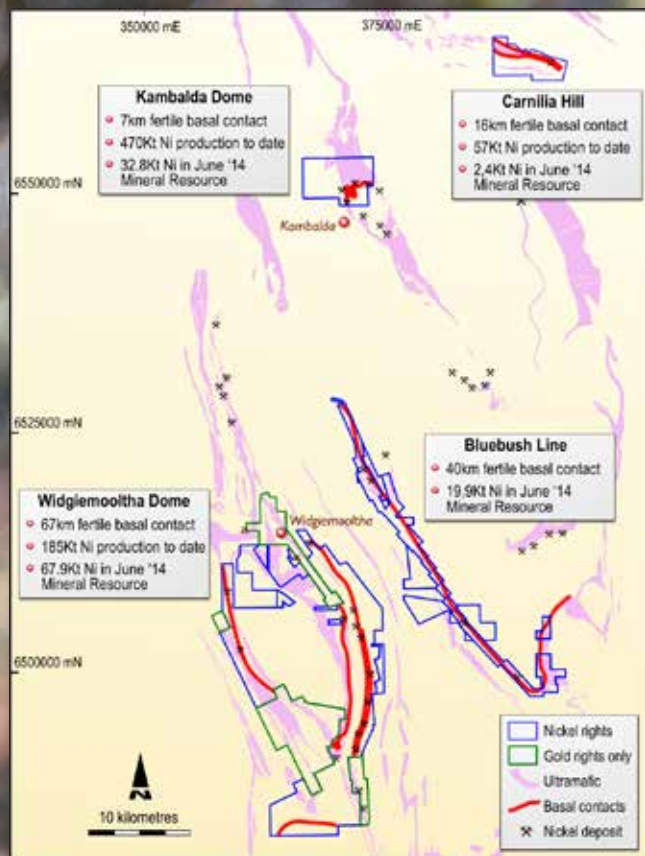 350000 mE
375000 mE
Kambalda Dome
7km fertile basal contact
470Kt Ni production to date
32.8Kt Ni in June '14
Mineral Resource
Carnilia Hill
16km fertile basal contact
57Kt Ni production to date
2.4Kt Ni in June '14
Mineral Resource
6550000 mN
Kambalda
6525000 mN
Bluebush Line
40km fertile basal contact
19.9Kt Ni in June '14
Mineral Resource
Widgiemooltha Dome
67km fertile basal contact
185Kt Ni production to date
67.9Kt Ni in June '14
Mineral Resource
Widgiemooltha
6500000 mN
Nickel rights
Gold rights only
Ultramatic
Basal contacts
Nickel deposit
N
10 kilometres